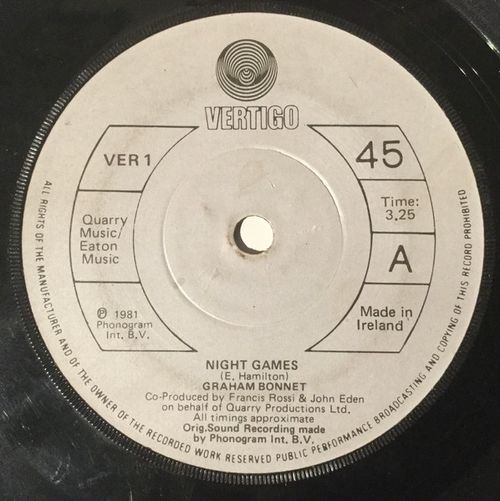 VERTIGO
VER 1
45
Quarry
Music/
Eaton
Music
Time:
3.25
A
℗ 1981
Phonogram
Int. B.V.
Made in
Ireland
NIGHT GAMES
(E. Hamilton)
GRAHAM BONNET
Co-Produced by Francis Rossi & John Eden
on behalf of Quarry Productions Ltd.
All timings approximate
Orig.Sound Recording made
by Phonogram Int. B.V.
ALL RIGHTS OF THE MANUFACTURER AND OF THE OWNER OF THE RECORDED WORK RESERVED PUBLIC PERFORMANCE BROADCASTING AND COPYING OF THIS RECORD PROHIBITED